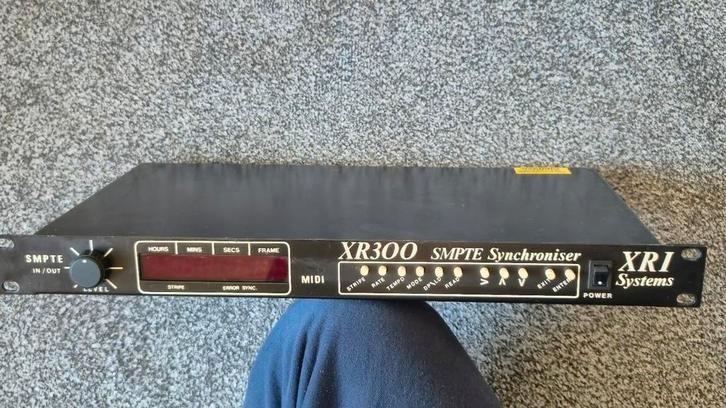 SMPTE
IN / OUT
LEVEL
HOURS MINS SECS FRAME
STRIPE ERROR SYNC.
MIDI
XR300 SMPTE Synchroniser
STRIPE RATE TEMPO MODE READ > ∧ ∨ EXIT ENTER
POWER
XRI
Systems